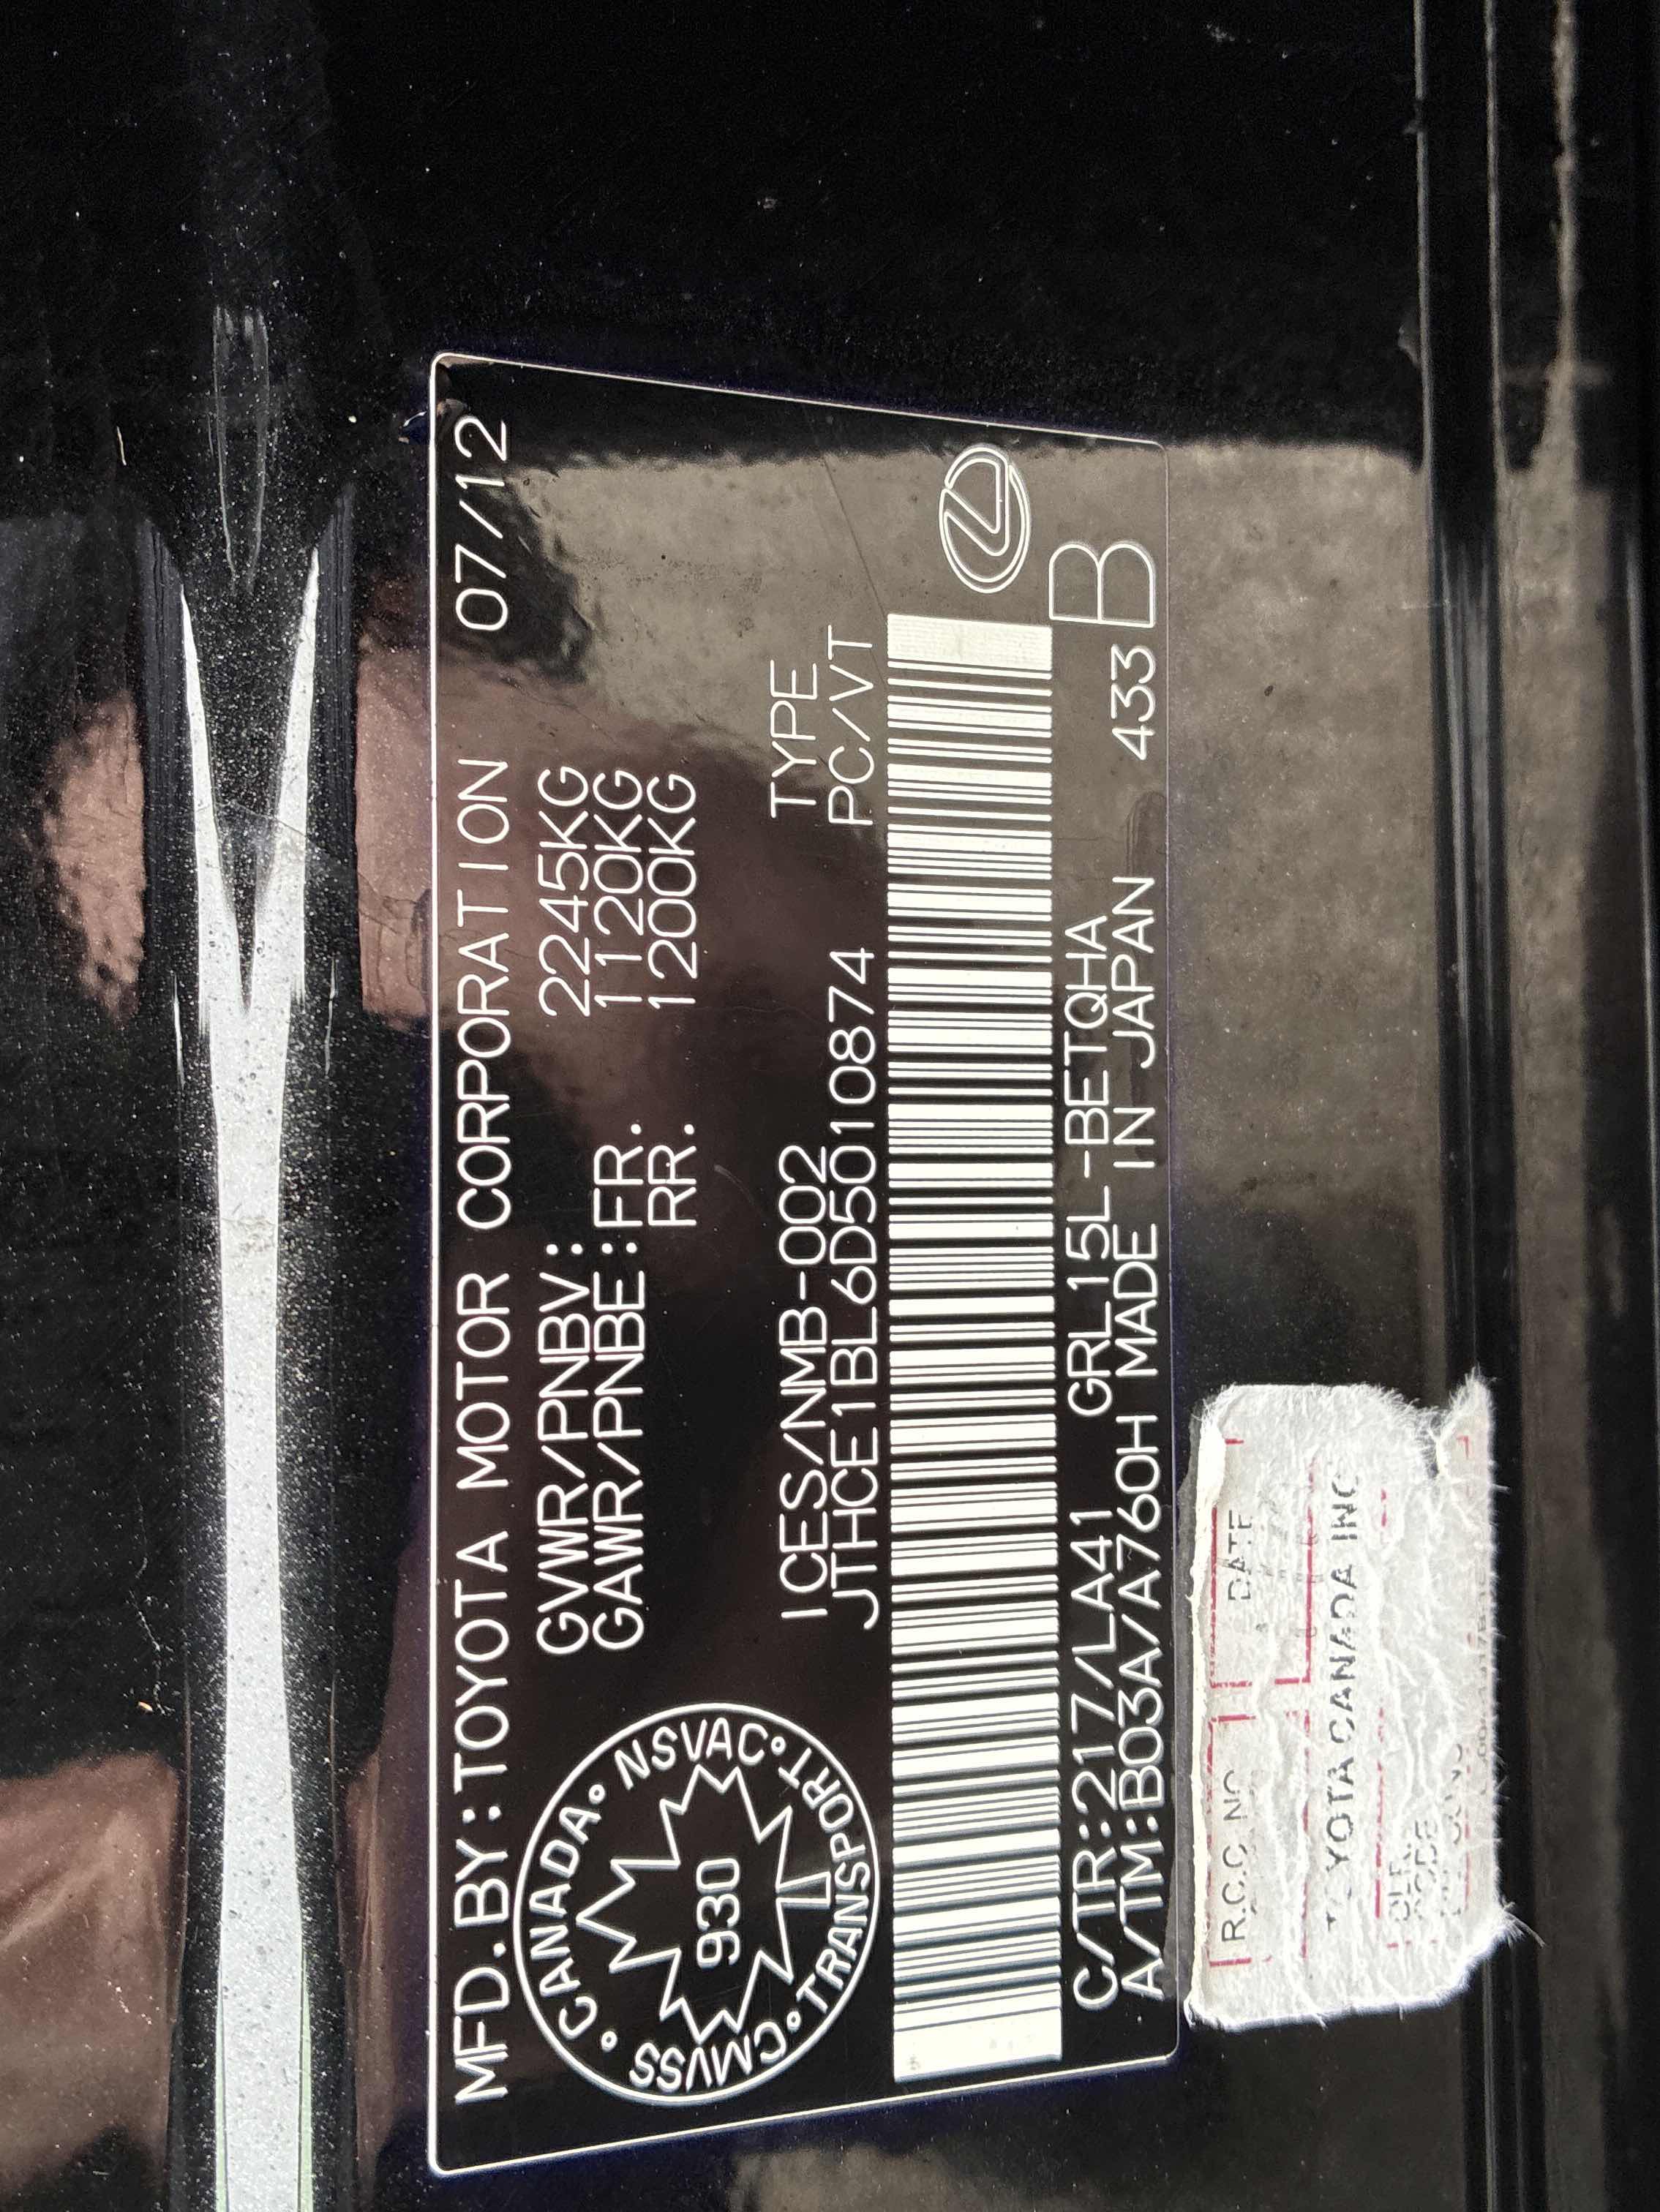 MFD.BY:TOYOTA MOTOR CORPORATION 07/12
GVWR/PNBV: 2245KG
GAWR/PNBE:FR. 1120KG
RR. 1200KG
CANADA • NSVAC • TRANSPORT • CMVSS •
930
ICES/NMB-002 TYPE
JTHCE1BL6D5010874 PC/VT
C/TR:217/LA41 GRL15L-BETQHA
A/TM:B03A/A760H MADE IN JAPAN 433 B
R.C.C. NO DATE
TOYOTA CANADA INC